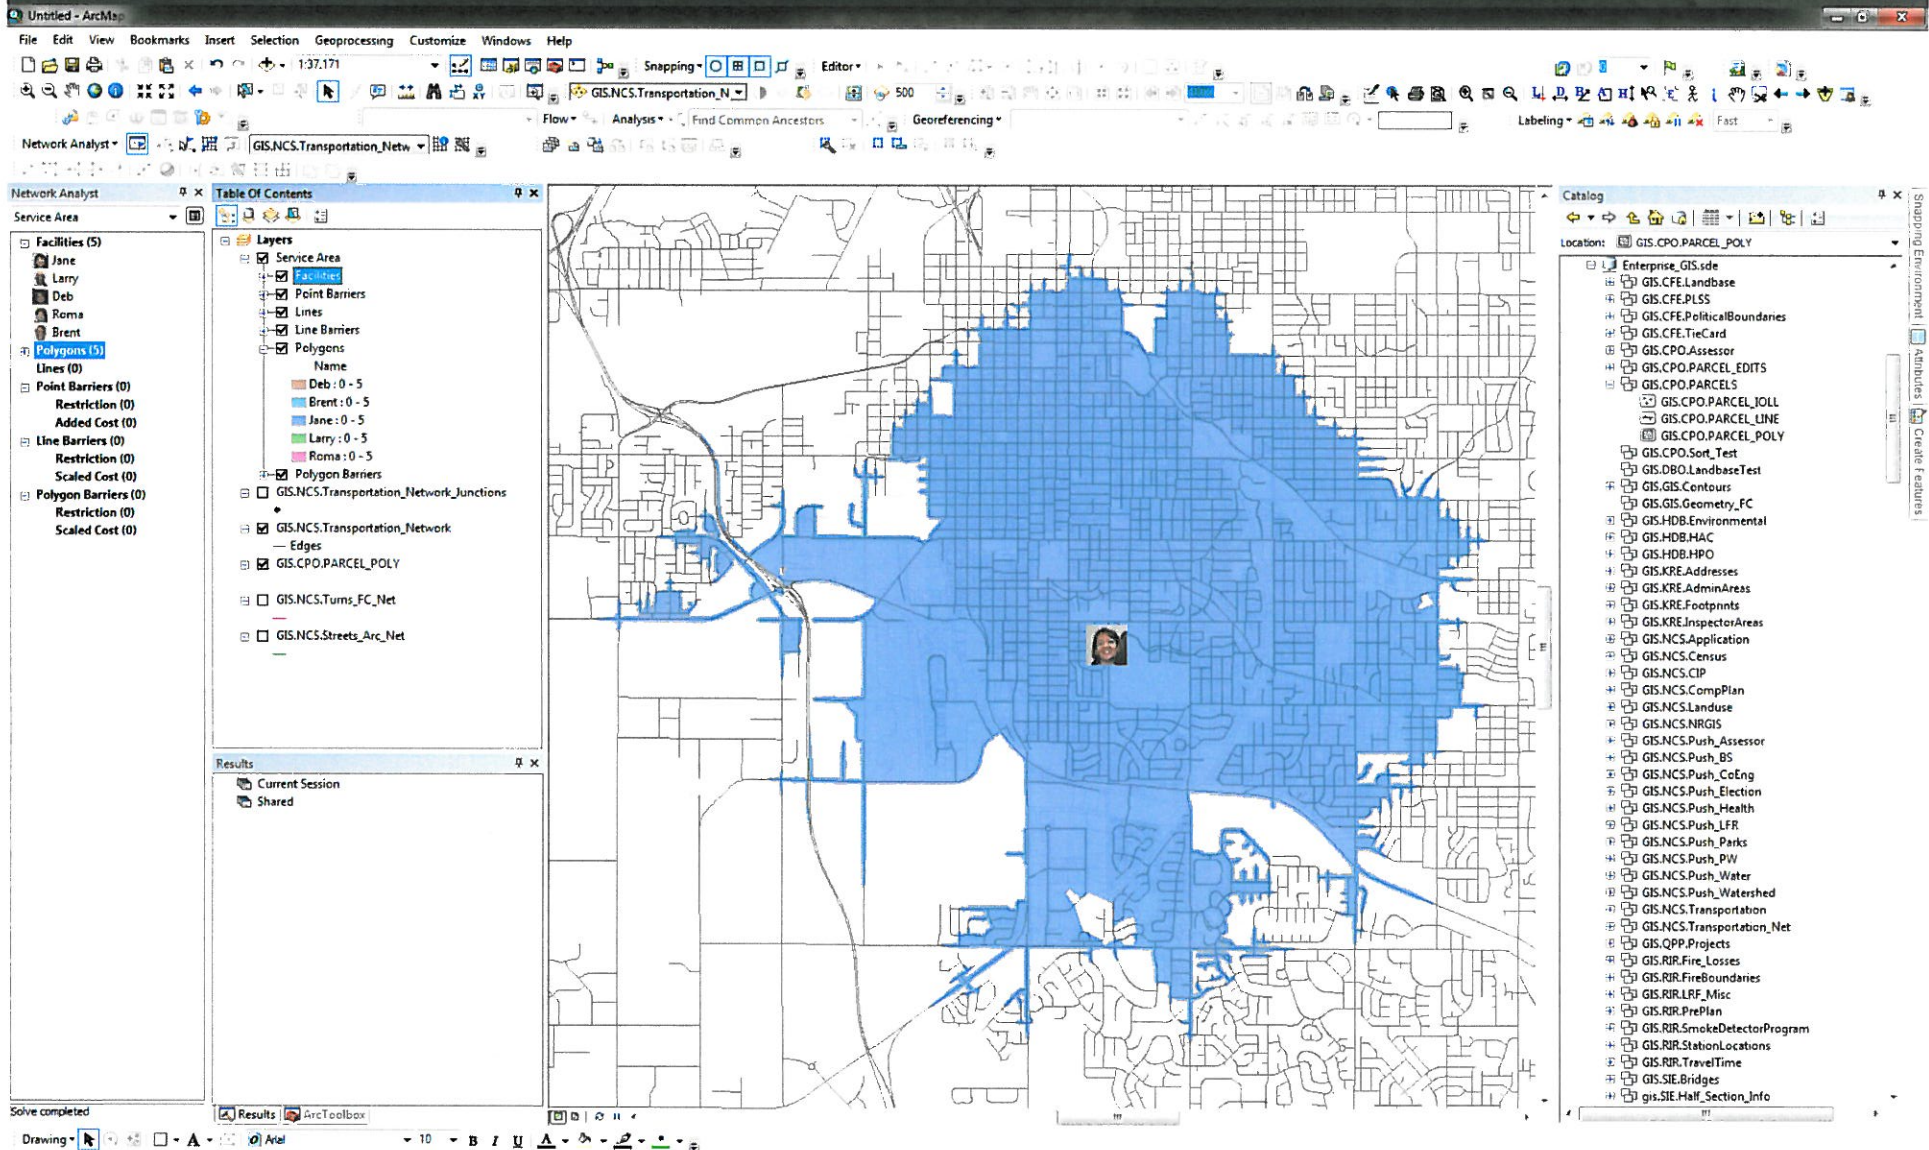 Untitled - ArcMap
File Edit View Bookmarks Insert Selection Geoprocessing Customize Windows Help
1:37,171 Snapping Editor
GIS.NCS.Transportation_N 500
Flow Analysis Find Common Ancestors Georeferencing Labeling Fast
Network Analyst GIS.NCS.Transportation_Netw
Network Analyst
Service Area
Facilities (5)
Jane
Larry
Deb
Roma
Brent
Polygons (5)
Lines (0)
Point Barriers (0)
Restriction (0)
Added Cost (0)
Line Barriers (0)
Restriction (0)
Scaled Cost (0)
Polygon Barriers (0)
Restriction (0)
Scaled Cost (0)
Solve completed
Table Of Contents
Layers
Service Area
Facilities
Point Barriers
Lines
Line Barriers
Polygons
Name
Deb : 0 - 5
Brent : 0 - 5
Jane : 0 - 5
Larry : 0 - 5
Roma : 0 - 5
Polygon Barriers
GIS.NCS.Transportation_Network_Junctions
GIS.NCS.Transportation_Network
Edges
GIS.CPO.PARCEL_POLY
GIS.NCS.Turns_FC_Net
GIS.NCS.Streets_Arc_Net
Results
Current Session
Shared
Results ArcToolbox
Catalog
Location: GIS.CPO.PARCEL_POLY
Enterprise_GIS.sde
GIS.CFE.Landbase
GIS.CFE.PLSS
GIS.CFE.PoliticalBoundaries
GIS.CFE.TieCard
GIS.CPO.Assessor
GIS.CPO.PARCEL_EDITS
GIS.CPO.PARCELS
GIS.CPO.PARCEL_IOLL
GIS.CPO.PARCEL_LINE
GIS.CPO.PARCEL_POLY
GIS.CPO.Sort_Test
GIS.DBO.LandbaseTest
GIS.GIS.Contours
GIS.GIS.Geometry_FC
GIS.HDB.Environmental
GIS.HDB.HAC
GIS.HDB.HPO
GIS.KRE.Addresses
GIS.KRE.AdminAreas
GIS.KRE.Footprints
GIS.KRE.InspectorAreas
GIS.NCS.Application
GIS.NCS.Census
GIS.NCS.CIP
GIS.NCS.CompPlan
GIS.NCS.Landuse
GIS.NCS.NRGIS
GIS.NCS.Push_Assessor
GIS.NCS.Push_BS
GIS.NCS.Push_CoEng
GIS.NCS.Push_Election
GIS.NCS.Push_Health
GIS.NCS.Push_LFR
GIS.NCS.Push_Parks
GIS.NCS.Push_PW
GIS.NCS.Push_Water
GIS.NCS.Push_Watershed
GIS.NCS.Transportation
GIS.NCS.Transportation_Net
GIS.QPP.Projects
GIS.RIR.Fire_Losses
GIS.RIR.FireBoundaries
GIS.RIR.LRF_Misc
GIS.RIR.PrePlan
GIS.RIR.SmokeDetectorProgram
GIS.RIR.StationLocations
GIS.RIR.TravelTime
GIS.SIE.Bridges
gis.SIE.Half_Section_Info
Snapping Environment
Attributes
Create Features
Drawing A Arial 10 B I U A